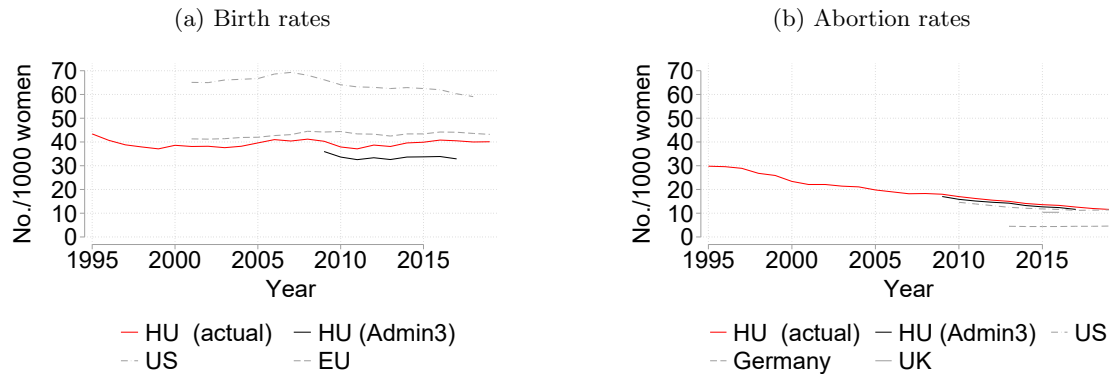 (a) Birth rates
No./1000 women
70
60
50
40
30
20
10
0
1995 2000 2005 2010 2015
Year
HU (actual) HU (Admin3)
US EU
(b) Abortion rates
No./1000 women
70
60
50
40
30
20
10
0
1995 2000 2005 2010 2015
Year
HU (actual) HU (Admin3) US
Germany UK